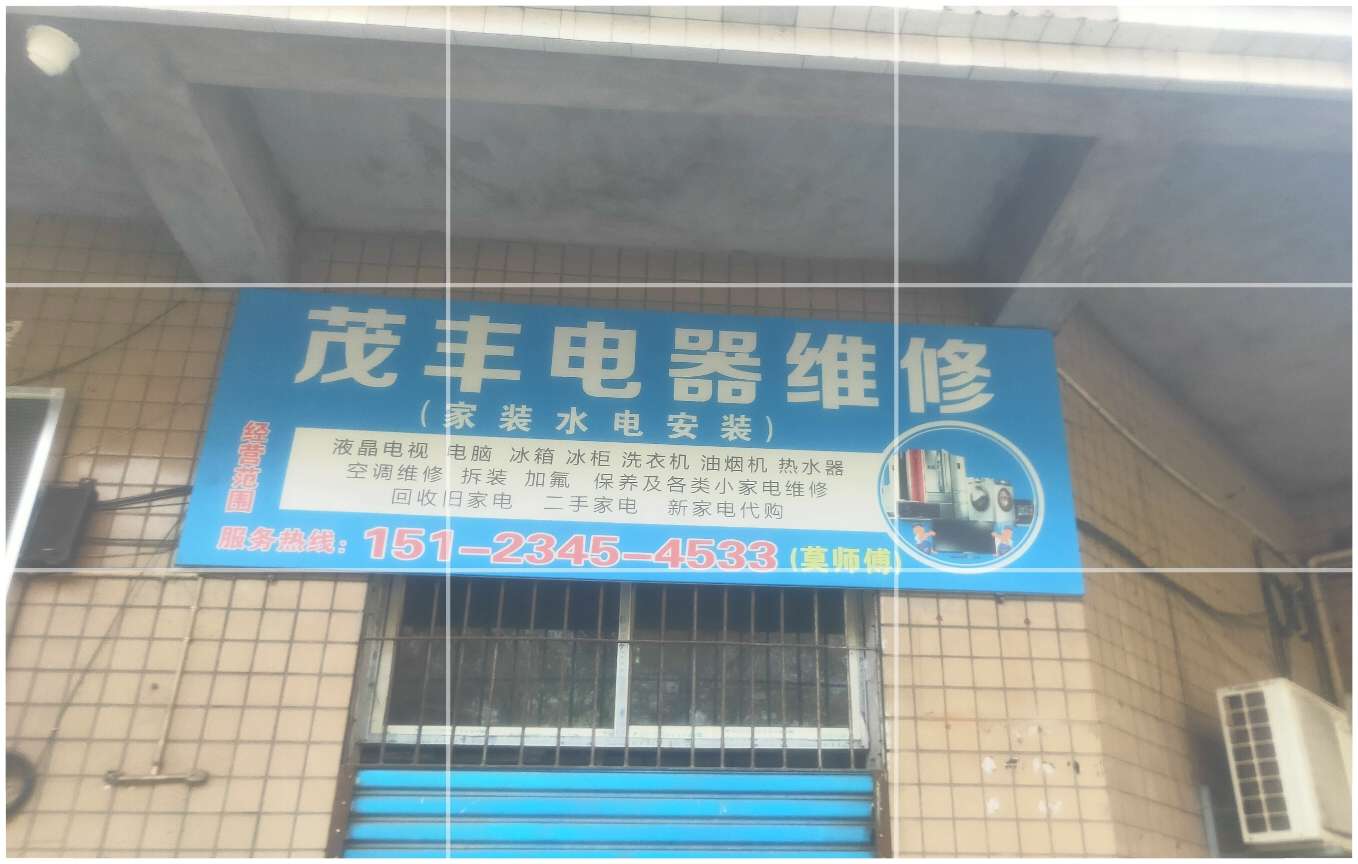 茂丰电器维修
（家装水电安装）
经营范围
液晶电视 电脑 冰箱 冰柜 洗衣机 油烟机 热水器
空调维修 拆装 加氟 保养及各类小家电维修
回收旧家电 二手家电 新家电代购
服务热线：151-2345-4533（莫师傅）